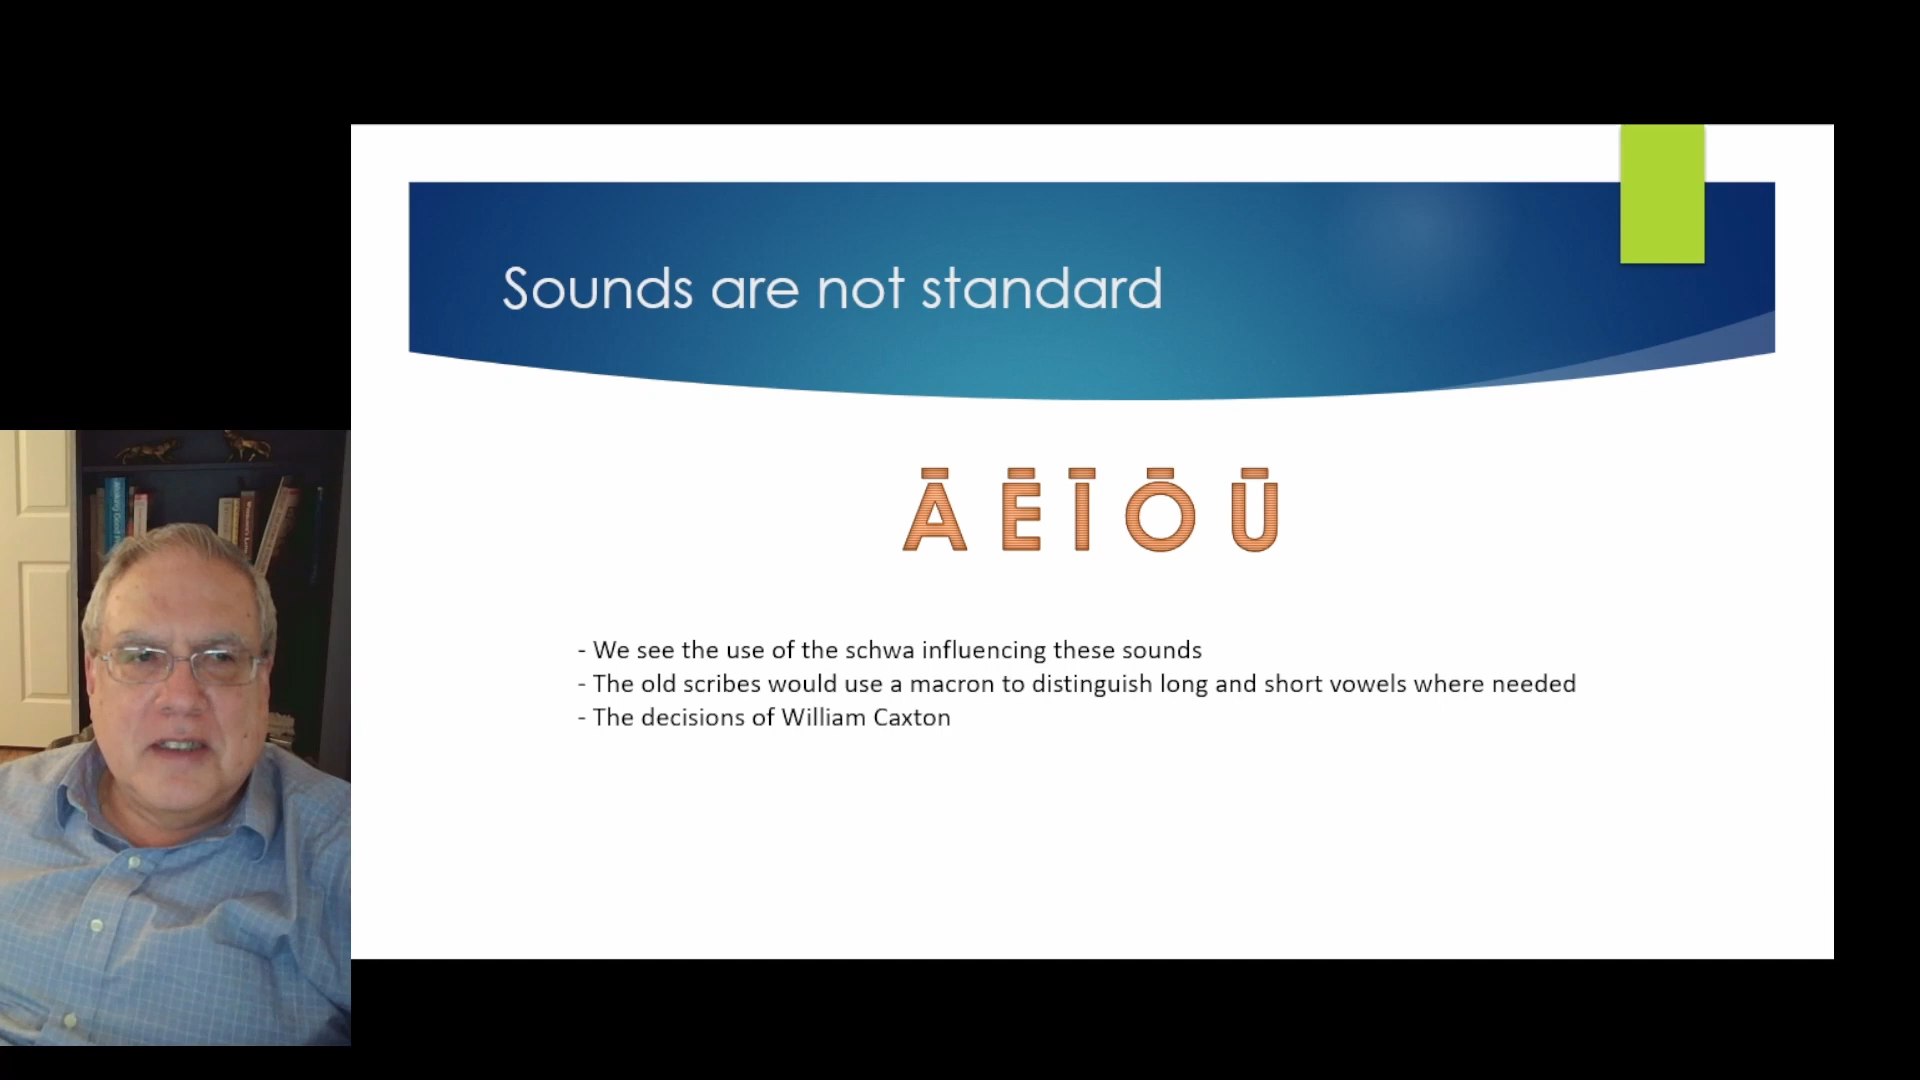 Sounds are not standard
Ā Ē Ī Ō Ū
- We see the use of the schwa influencing these sounds
- The old scribes would use a macron to distinguish long and short vowels where needed
- The decisions of William Caxton